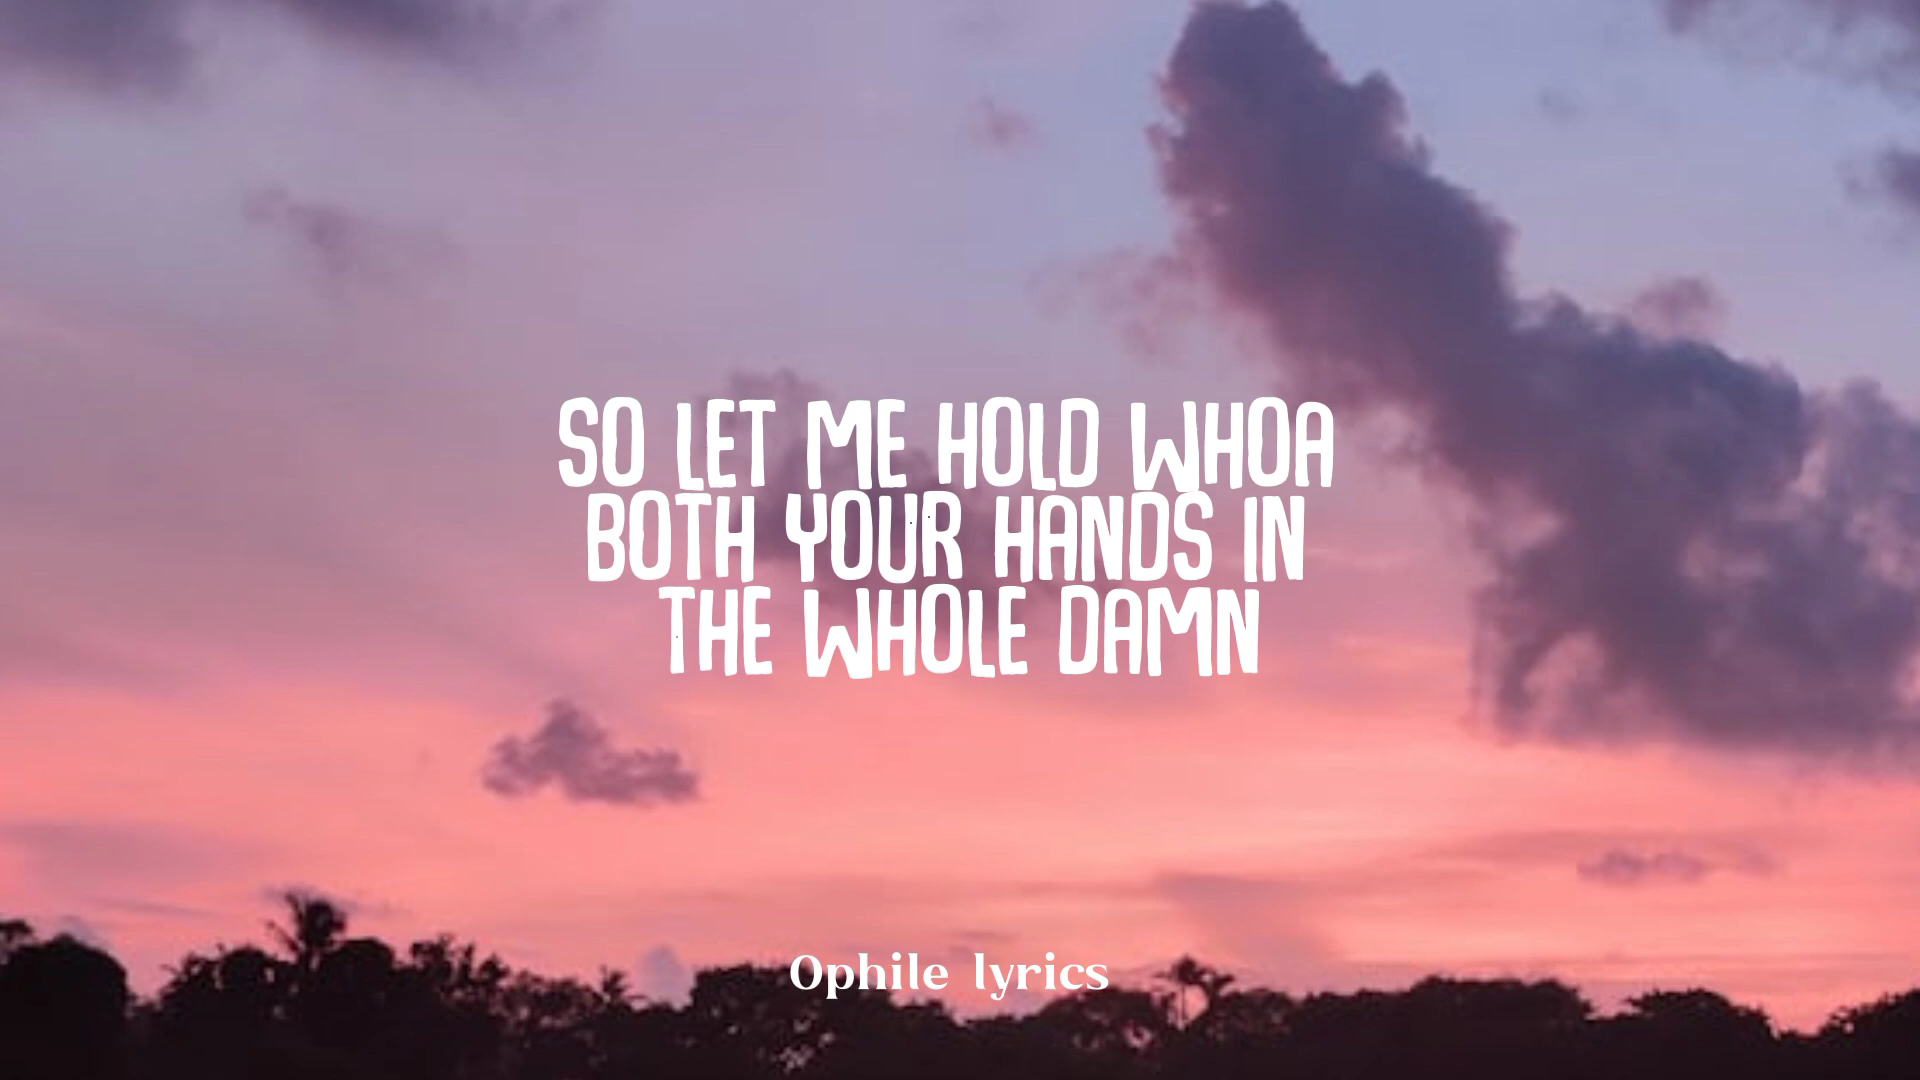 SO LET ME HOLD WHOA
BOTH YOUR HANDS IN
THE WHOLE DAMN
Ophile lyrics